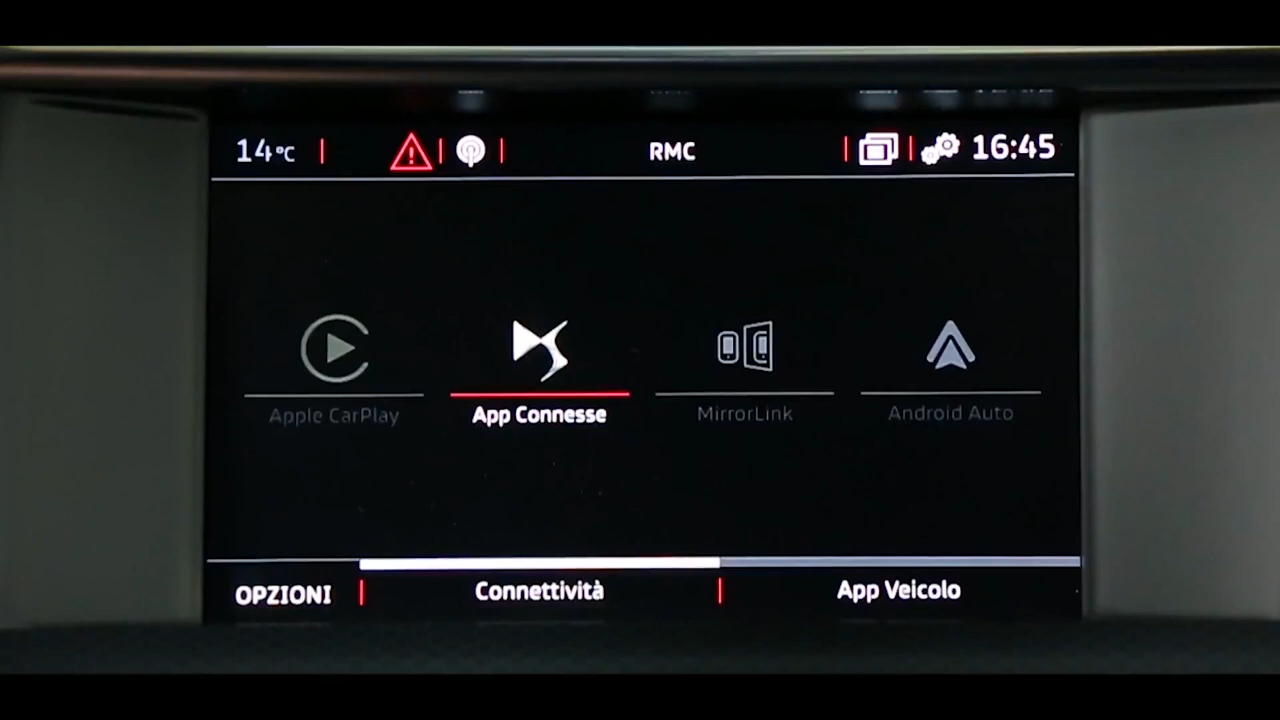 14°C RMC 16:45
Apple CarPlay App Connesse MirrorLink Android Auto
OPZIONI Connettività App Veicolo